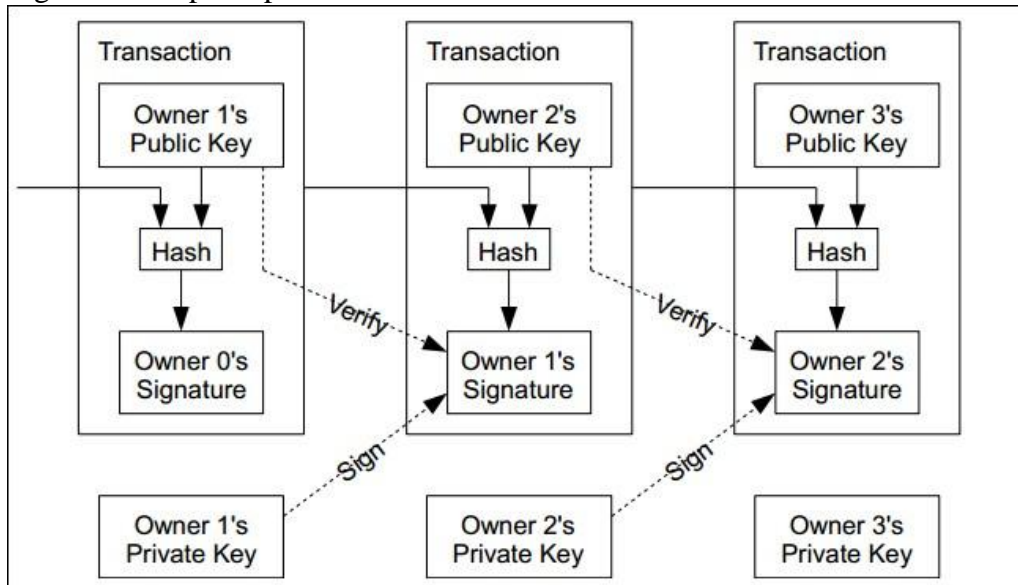 Transaction
Owner 1's
Public Key
Hash
Verify
Owner 0's
Signature
Transaction
Owner 2's
Public Key
Hash
Verify
Owner 1's
Signature
Transaction
Owner 3's
Public Key
Hash
Owner 2's
Signature
Sign
Sign
Owner 1's
Private Key
Owner 2's
Private Key
Owner 3's
Private Key